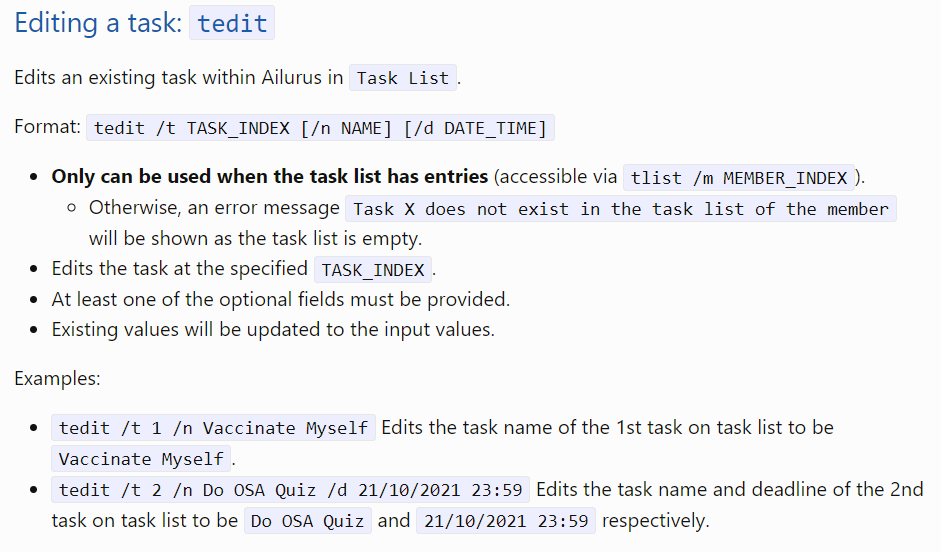 Editing a task: tedit
Edits an existing task within Ailurus in Task List.
Format: tedit /t TASK_INDEX [/n NAME] [/d DATE_TIME]
Only can be used when the task list has entries (accessible via tlist /m MEMBER_INDEX).
Otherwise, an error message Task X does not exist in the task list of the member
will be shown as the task list is empty.
Edits the task at the specified TASK_INDEX.
At least one of the optional fields must be provided.
Existing values will be updated to the input values.
Examples:
tedit /t 1 /n Vaccinate Myself Edits the task name of the 1st task on task list to be
Vaccinate Myself.
tedit /t 2 /n Do OSA Quiz /d 21/10/2021 23:59 Edits the task name and deadline of the 2nd
task on task list to be Do OSA Quiz and 21/10/2021 23:59 respectively.